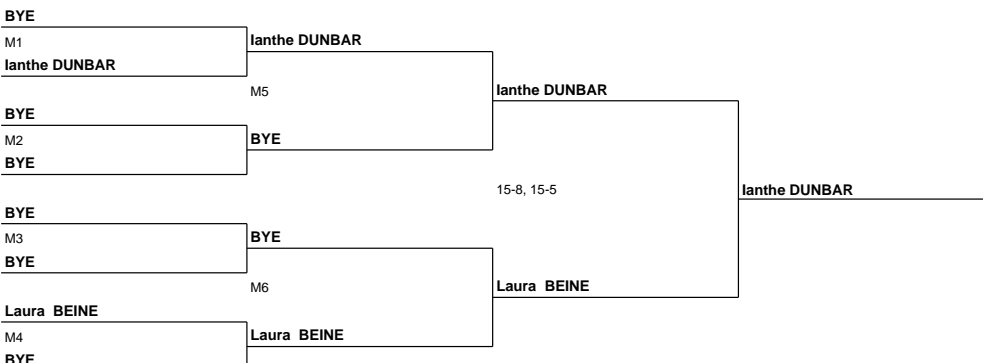 BYE
M1
Ianthe DUNBAR
Ianthe DUNBAR
M5
Ianthe DUNBAR
BYE
M2
BYE
BYE
15-8, 15-5
Ianthe DUNBAR
BYE
M3
BYE
BYE
M6
Laura BEINE
Laura BEINE
M4
Laura BEINE
BYE